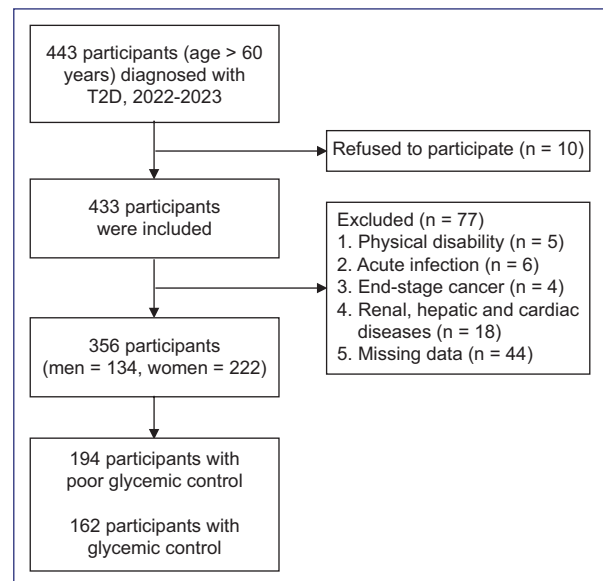 443 participants (age > 60
years) diagnosed with
T2D, 2022-2023
Refused to participate (n = 10)
433 participants
were included
Excluded (n = 77)
1. Physical disability (n = 5)
2. Acute infection (n = 6)
3. End-stage cancer (n = 4)
4. Renal, hepatic and cardiac
diseases (n = 18)
5. Missing data (n = 44)
356 participants
(men = 134, women = 222)
194 participants with
poor glycemic control
162 participants with
glycemic control